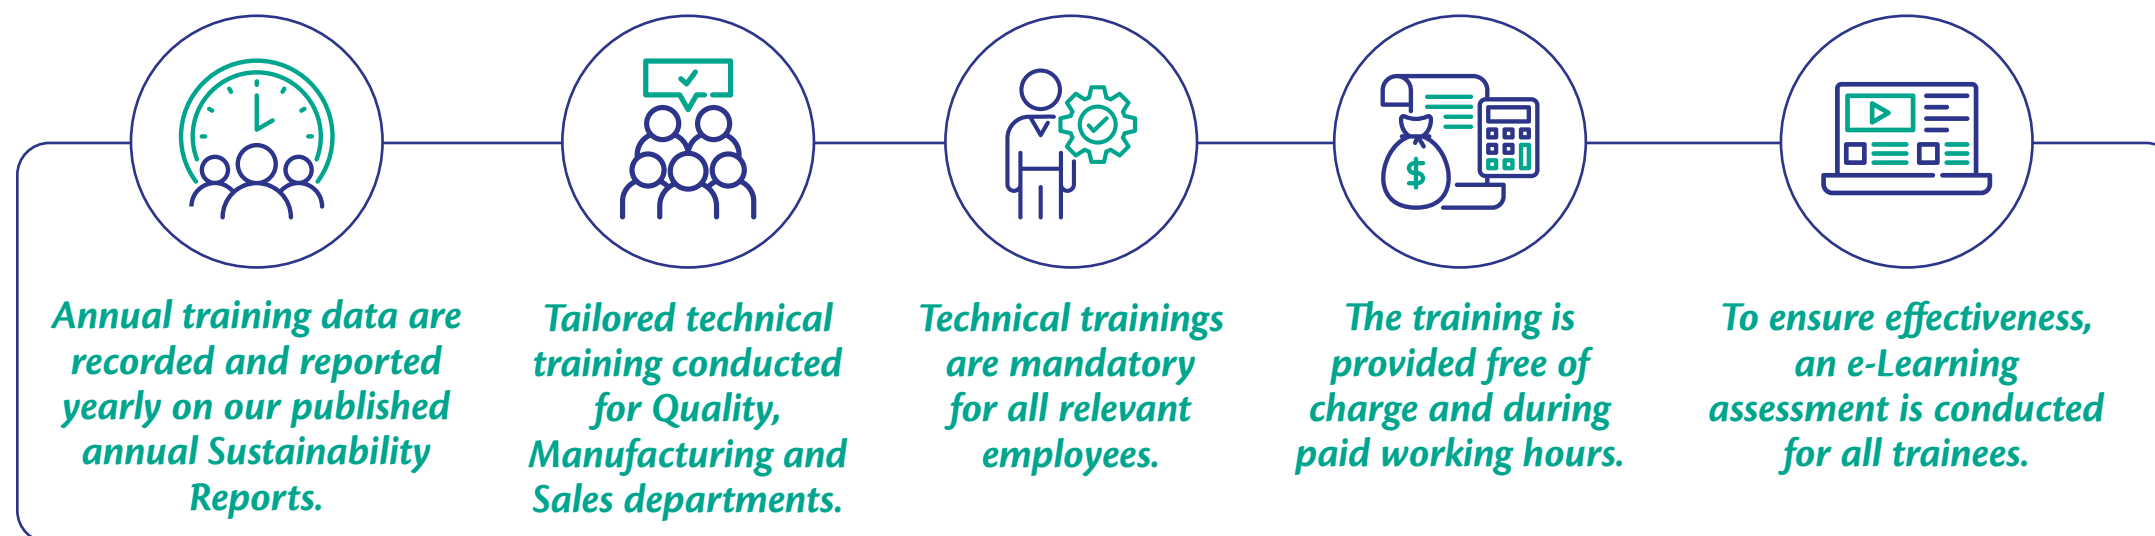 Annual training data are
recorded and reported
yearly on our published
annual Sustainability
Reports.
Tailored technical
training conducted
for Quality,
Manufacturing and
Sales departments.
Technical trainings
are mandatory
for all relevant
employees.
$
The training is
provided free of
charge and during
paid working hours.
To ensure effectiveness,
an e-Learning
assessment is conducted
for all trainees.